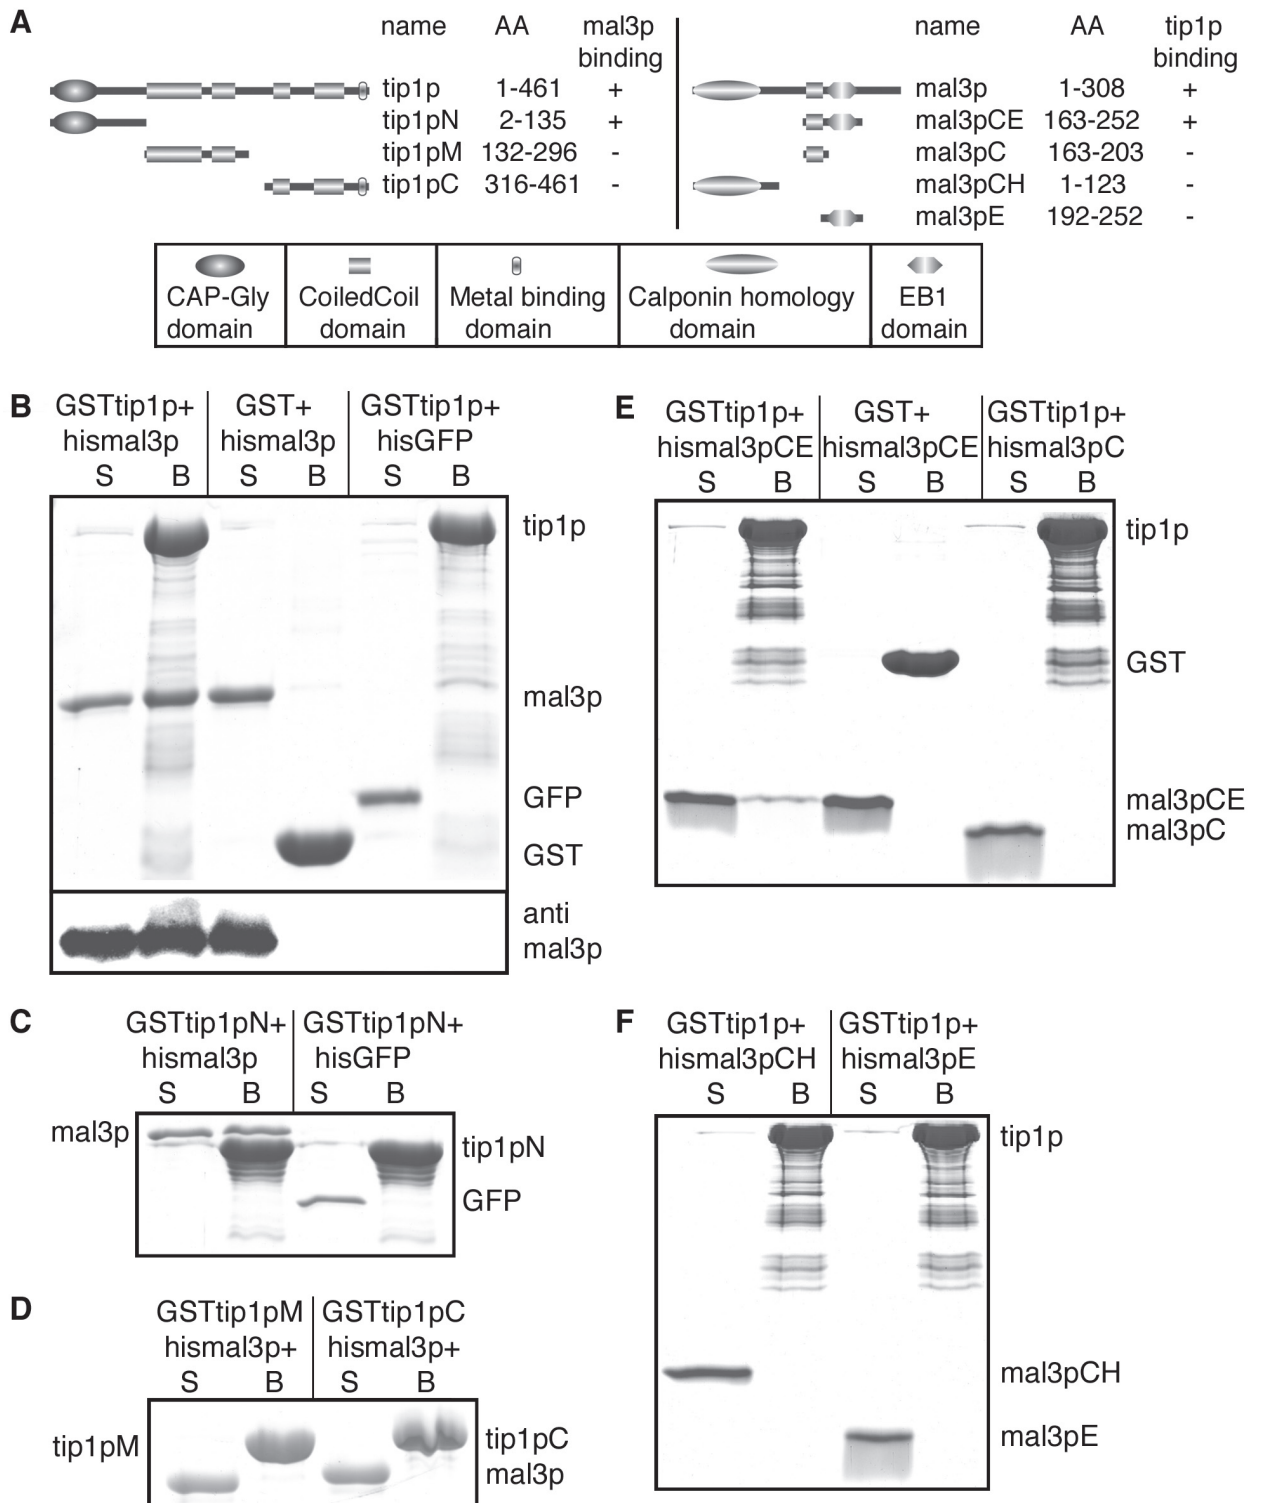 A
name AA mal3p
binding
tip1p 1-461 +
tip1pN 2-135 +
tip1pM 132-296 -
tip1pC 316-461 -
name AA tip1p
binding
mal3p 1-308 +
mal3pCE 163-252 +
mal3pC 163-203 -
mal3pCH 1-123 -
mal3pE 192-252 -
CAP-Gly
domain
CoiledCoil
domain
Metal binding
domain
Calponin homology
domain
EB1
domain
B
GSTtip1p+
hismal3p
GST+
hismal3p
GSTtip1p+
hisGFP
S B S B S B
tip1p
mal3p
GFP
GST
anti
mal3p
C
GSTtip1pN+
hismal3p
GSTtip1pN+
hisGFP
S B S B
mal3p
tip1pN
GFP
D
GSTtip1pM
hismal3p+
GSTtip1pC
hismal3p+
S B S B
tip1pM
tip1pC
mal3p
E
GSTtip1p+
hismal3pCE
GST+
hismal3pCE
GSTtip1p+
hismal3pC
S B S B S B
tip1p
GST
mal3pCE
mal3pC
F
GSTtip1p+
hismal3pCH
GSTtip1p+
hismal3pE
S B S B
tip1p
mal3pCH
mal3pE